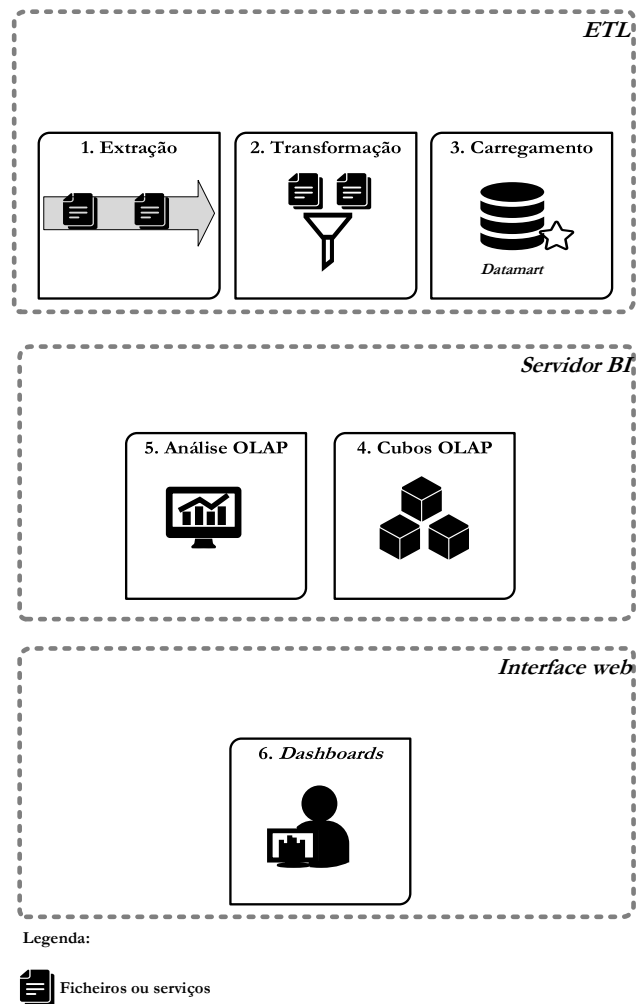 ETL
1. Extração
2. Transformação
3. Carregamento
Datamart
Servidor BI
5. Análise OLAP
4. Cubos OLAP
Interface web
6. Dashboards
Legenda:
Ficheiros ou serviços